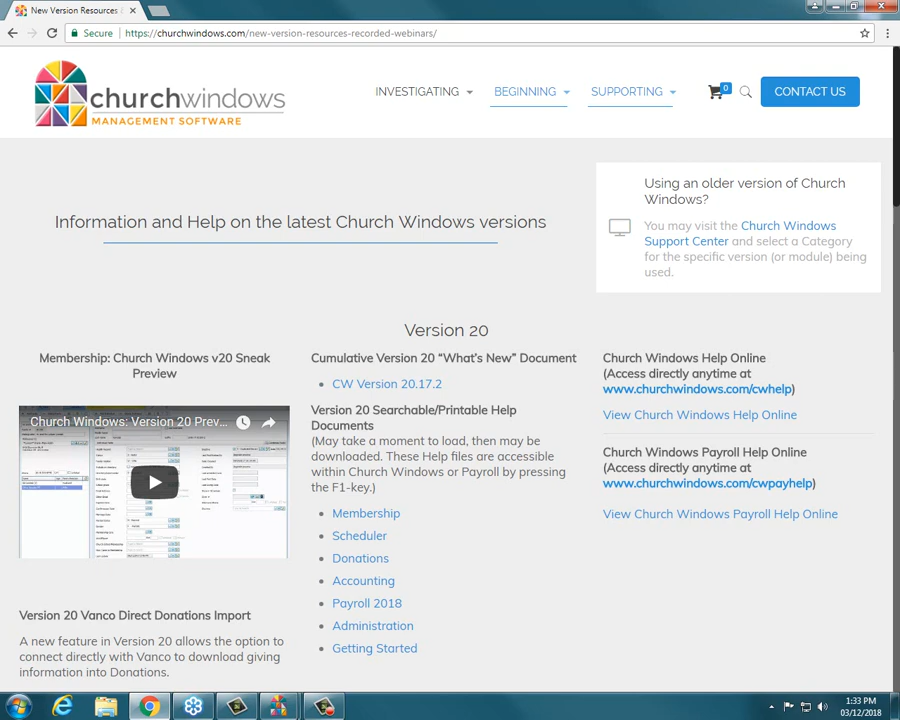 New Version Resources &
Secure
https://churchwindows.com/new-version-resources-recorded-webinars/
churchwindows
MANAGEMENT SOFTWARE
INVESTIGATING
BEGINNING
SUPPORTING
0
CONTACT US
Information and Help on the latest Church Windows versions
Using an older version of Church
Windows?
You may visit the Church Windows
Support Center and select a Category
for the specific version (or module) being
used.
Version 20
Membership: Church Windows v20 Sneak
Preview
Church Windows: Version 20 Prev...
Version 20 Vanco Direct Donations Import
A new feature in Version 20 allows the option to
connect directly with Vanco to download giving
information into Donations.
Cumulative Version 20 “What’s New” Document
CW Version 20.17.2
Version 20 Searchable/Printable Help
Documents
(May take a moment to load, then may be
downloaded. These Help files are accessible
within Church Windows or Payroll by pressing
the F1-key.)
Membership
Scheduler
Donations
Accounting
Payroll 2018
Administration
Getting Started
Church Windows Help Online
(Access directly anytime at
www.churchwindows.com/cwhelp)
View Church Windows Help Online
Church Windows Payroll Help Online
(Access directly anytime at
www.churchwindows.com/cwpayhelp)
View Church Windows Payroll Help Online
1:33 PM
03/12/2018